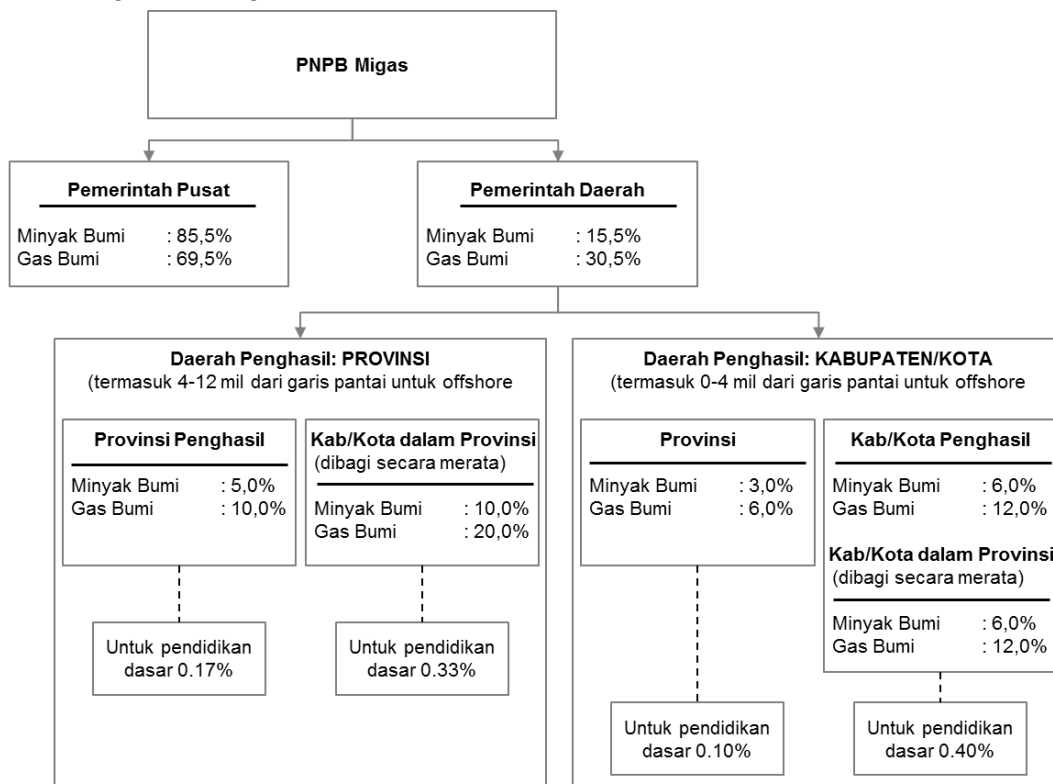 PNPB Migas
Pemerintah Pusat
Minyak Bumi : 85,5%
Gas Bumi : 69,5%
Pemerintah Daerah
Minyak Bumi : 15,5%
Gas Bumi : 30,5%
Daerah Penghasil: PROVINSI
(termasuk 4-12 mil dari garis pantai untuk offshore
Provinsi Penghasil
Minyak Bumi : 5,0%
Gas Bumi : 10,0%
Untuk pendidikan
dasar 0.17%
Kab/Kota dalam Provinsi
(dibagi secara merata)
Minyak Bumi : 10,0%
Gas Bumi : 20,0%
Untuk pendidikan
dasar 0.33%
Daerah Penghasil: KABUPATEN/KOTA
(termasuk 0-4 mil dari garis pantai untuk offshore
Provinsi
Minyak Bumi : 3,0%
Gas Bumi : 6,0%
Untuk pendidikan
dasar 0.10%
Kab/Kota Penghasil
Minyak Bumi : 6,0%
Gas Bumi : 12,0%
Kab/Kota dalam Provinsi
(dibagi secara merata)
Minyak Bumi : 6,0%
Gas Bumi : 12,0%
Untuk pendidikan
dasar 0.40%